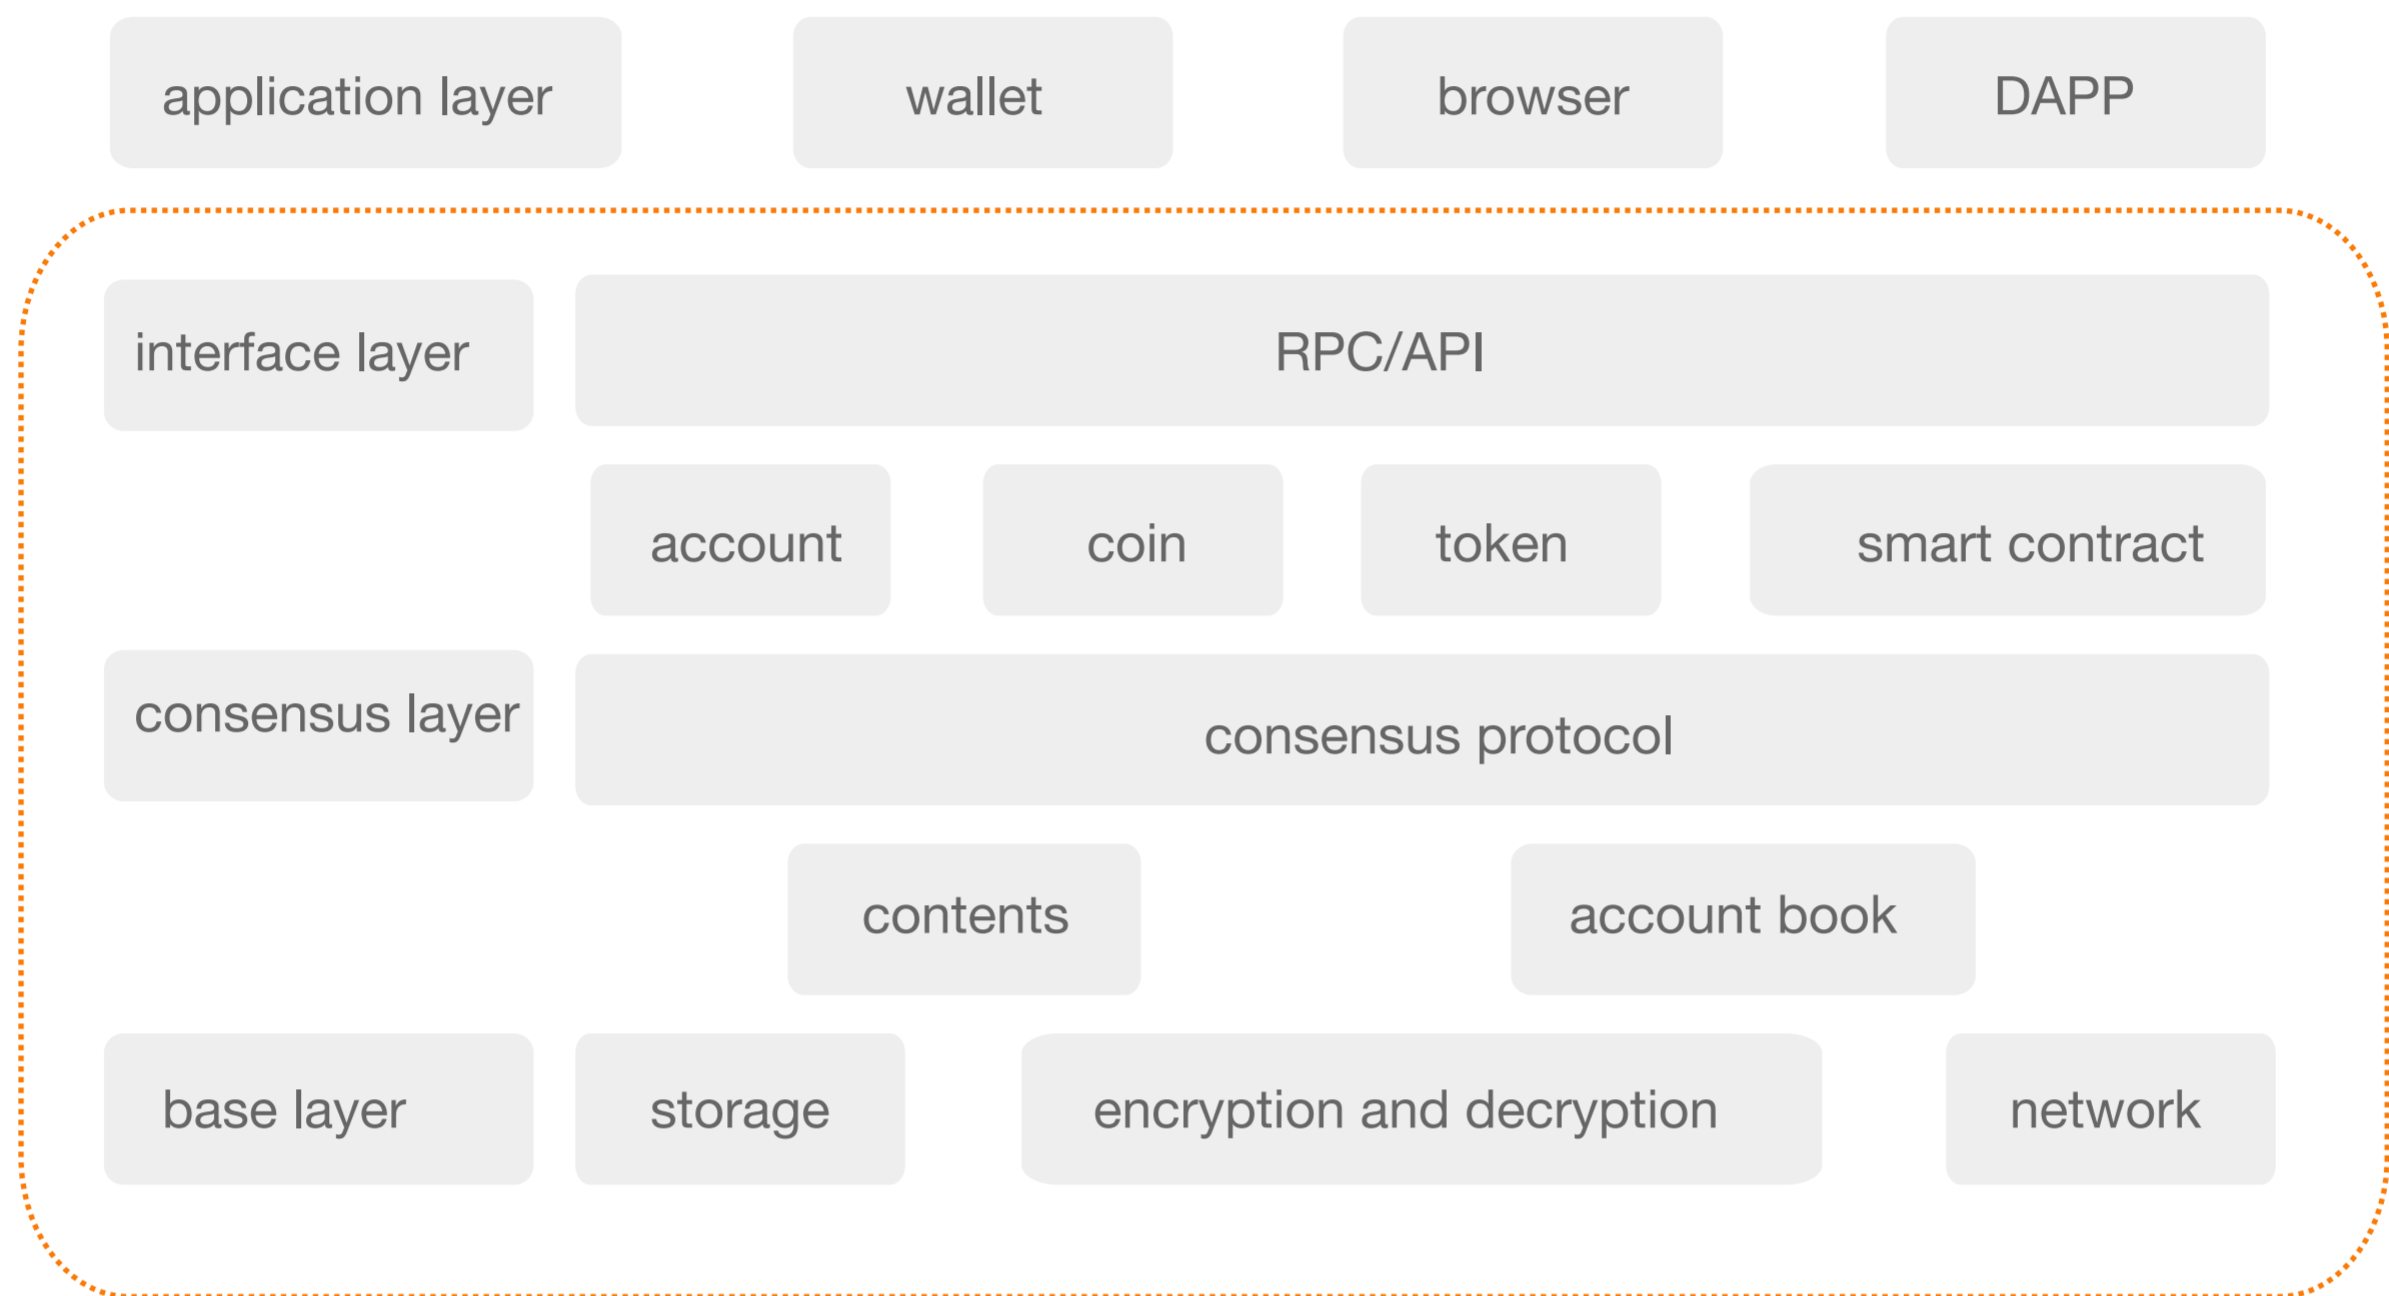 application layer
wallet
browser
DAPP
interface layer
RPC/API
account
coin
token
smart contract
consensus layer
consensus protocol
contents
account book
base layer
storage
encryption and decryption
network